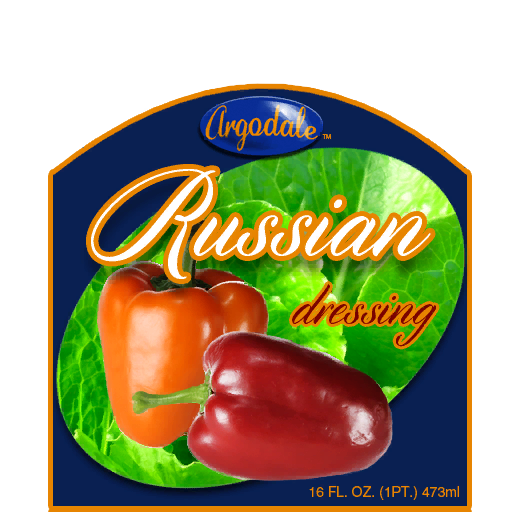 Argodale™
Russian
dressing
16 FL. OZ. (1PT.) 473ml